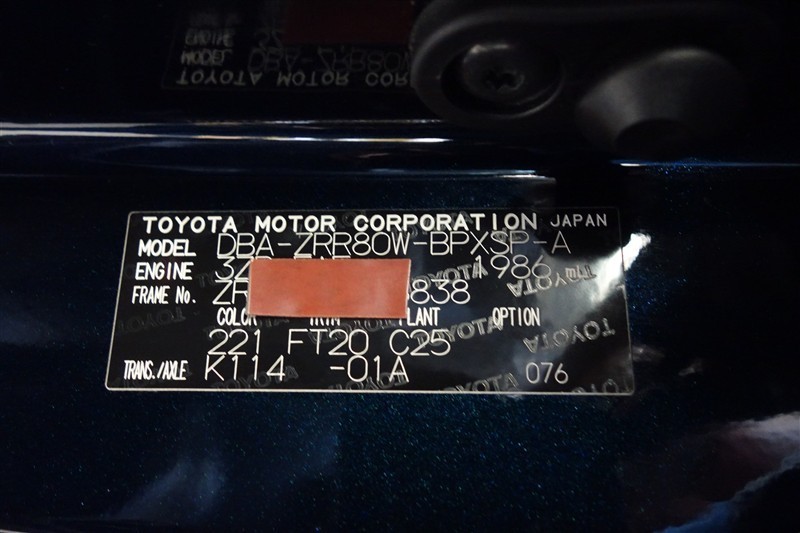 TOYOTA MOTOR CORPORATION JAPAN
MODEL DBA-ZRR80W-BPXSP-A
ENGINE 1986
FRAME No. ZR 838
COLOR PLANT OPTION
221 FT20 C25
TRANS./AXLE K114 -01A 076